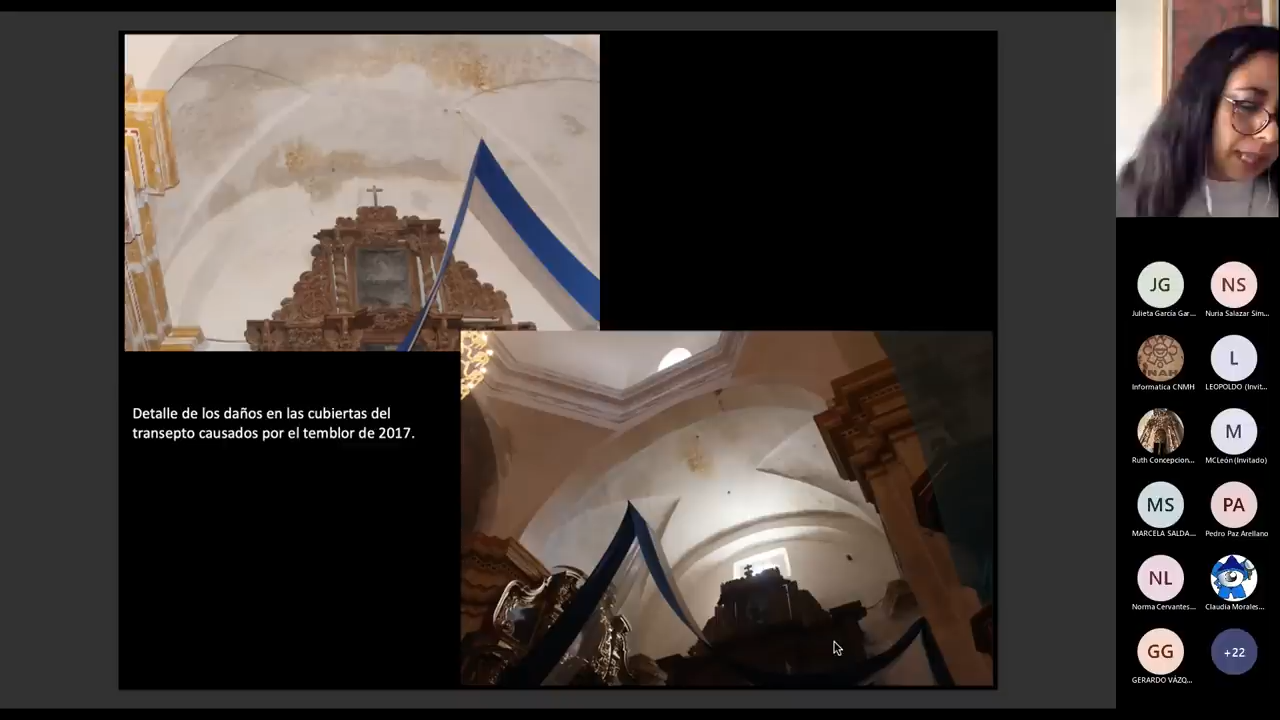 Detalle de los daños en las cubiertas del
transepto causados por el temblor de 2017.
JG
NS
Julieta García Gar...
Nuria Salazar Sim...
INAH
L
Informatica CNMH
LEOPOLDO (Invit...
M
Ruth Concepcion...
MCLeón (Invitado)
MS
PA
MARCELA SALDA...
Pedro Paz Arellano
NL
Norma Cervantes...
Claudia Morales...
GG
+22
GERARDO VÁZQ...